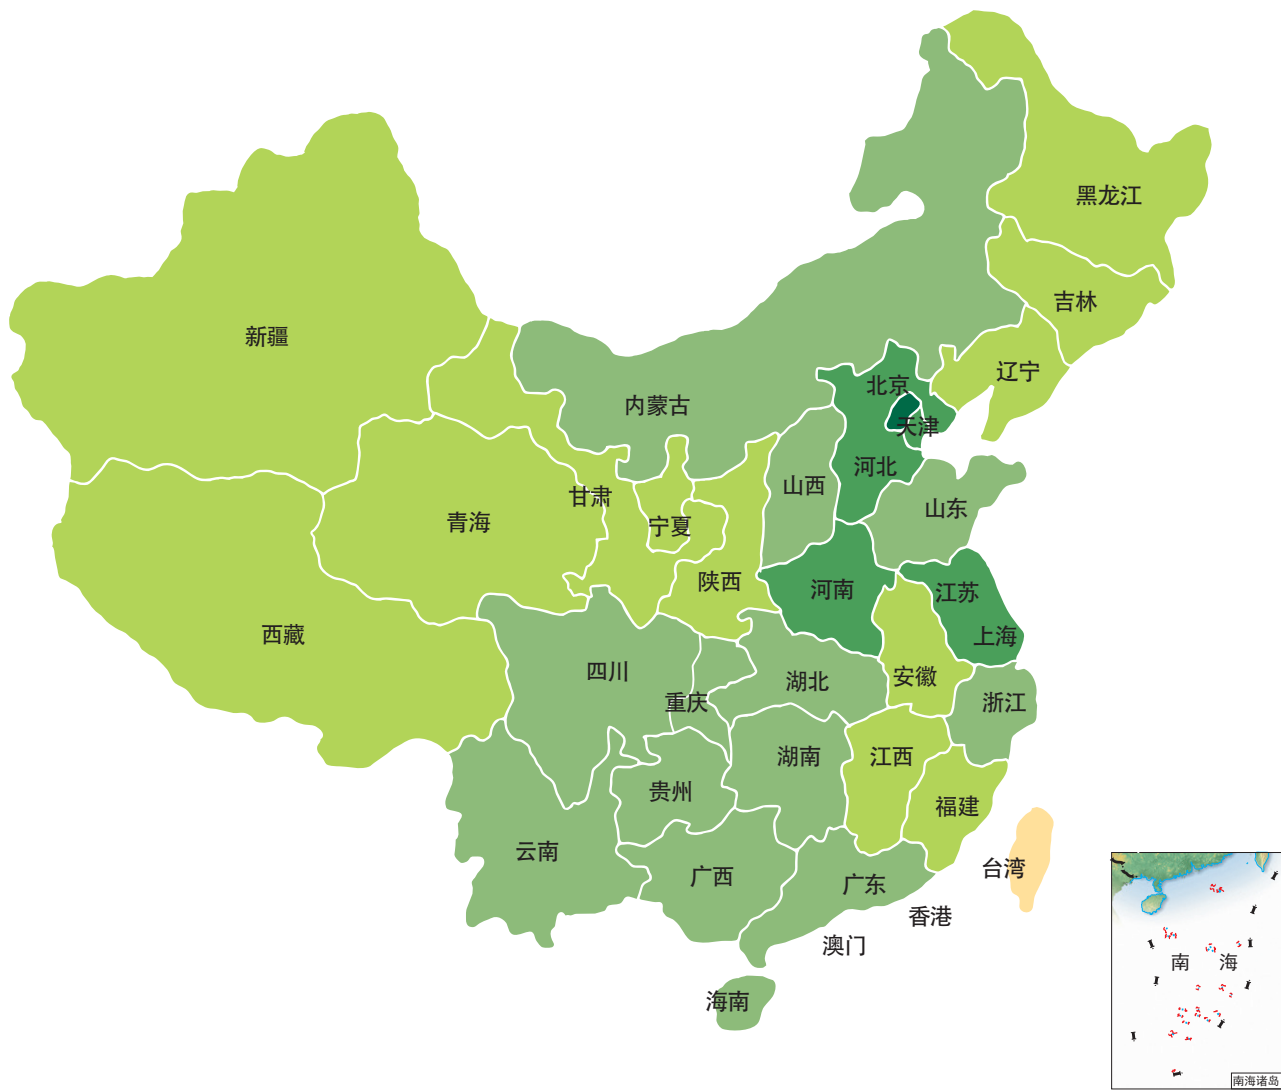 黑龙江
吉林
新疆
辽宁
北京
内蒙古
天津
河北
山西
甘肃
山东
青海
宁夏
陕西
河南
江苏
西藏
上海
四川
安徽
湖北
重庆
浙江
湖南
江西
贵州
福建
云南
台湾
广西
广东
香港
澳门
南 海
海南
南海诸岛